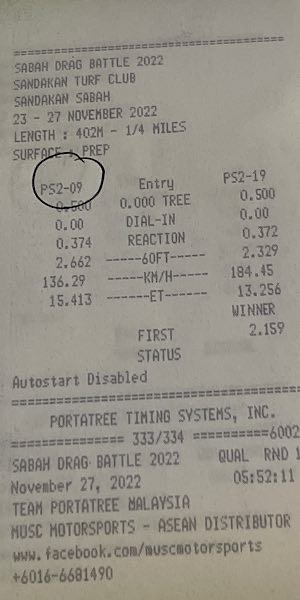 ================================
SABAH DRAG BATTLE 2022
SANDAKAN TURF CLUB
SANDAKAN SABAH
23 - 27 NOVEMBER 2022
LENGTH : 402M - 1/4 MILES
SURFACE : PREP
PS2-09 Entry PS2-19
0.500 0.000 TREE 0.500
0.00 DIAL-IN 0.00
0.374 REACTION 0.372
2.662 -----60FT----- 2.329
136.29 -----KM/H----- 184.45
15.413 ------ET------ 13.256
WINNER
FIRST 2.159
STATUS
Autostart Disabled
================================
PORTATREE TIMING SYSTEMS, INC.
============ 333/334 ==========6002
SABAH DRAG BATTLE 2022 QUAL RND 1
November 27, 2022 05:52:11
TEAM PORTATREE MALAYSIA
MUSC MOTORSPORTS - ASEAN DISTRIBUTOR
www.facebook.com/muscmotorsports
+6016-6681490